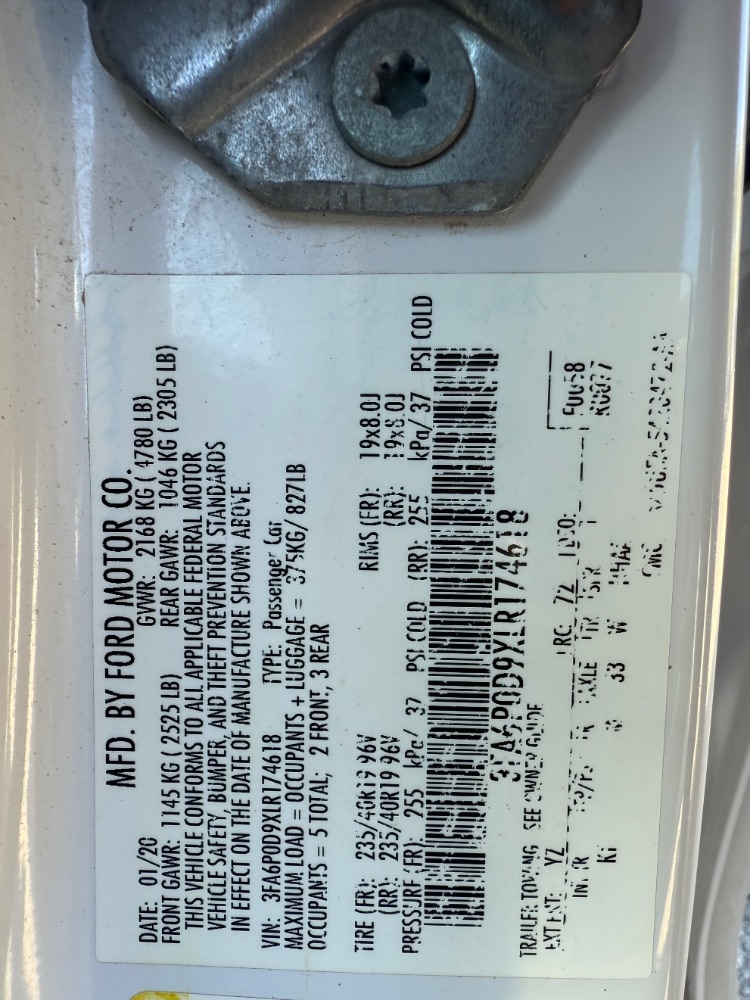 MFD. BY FORD MOTOR CO.
DATE: 01/20 GVWR: 2168 KG ( 4780 LB)
FRONT GAWR: 1145 KG ( 2525 LB) REAR GAWR: 1046 KG ( 2305 LB)
THIS VEHICLE CONFORMS TO ALL APPLICABLE FEDERAL MOTOR
VEHICLE SAFETY, BUMPER, AND THEFT PREVENTION STANDARDS
IN EFFECT ON THE DATE OF MANUFACTURE SHOWN ABOVE.
VIN: 3FA6P0D9XLR174618 TYPE: Passenger Car
MAXIMUM LOAD = OCCUPANTS + LUGGAGE = 375KG/ 827LB
OCCUPANTS = 5 TOTAL; 2 FRONT, 3 REAR
TIRE (FR): 235/40R19 96V RIMS (FR): 19x8.0J
(RR): 235/40R19 96V (RR): 19x8.0J
PRESSURE (FR): 255 kPa/ 37 PSI COLD (RR): 255 kPa/ 37 PSI COLD
3FA6P0D9XLR174618
TRAILER TOWING SEE OWNER GUIDE
EXT PNT: YZ RC: 72 DSO:
33 W